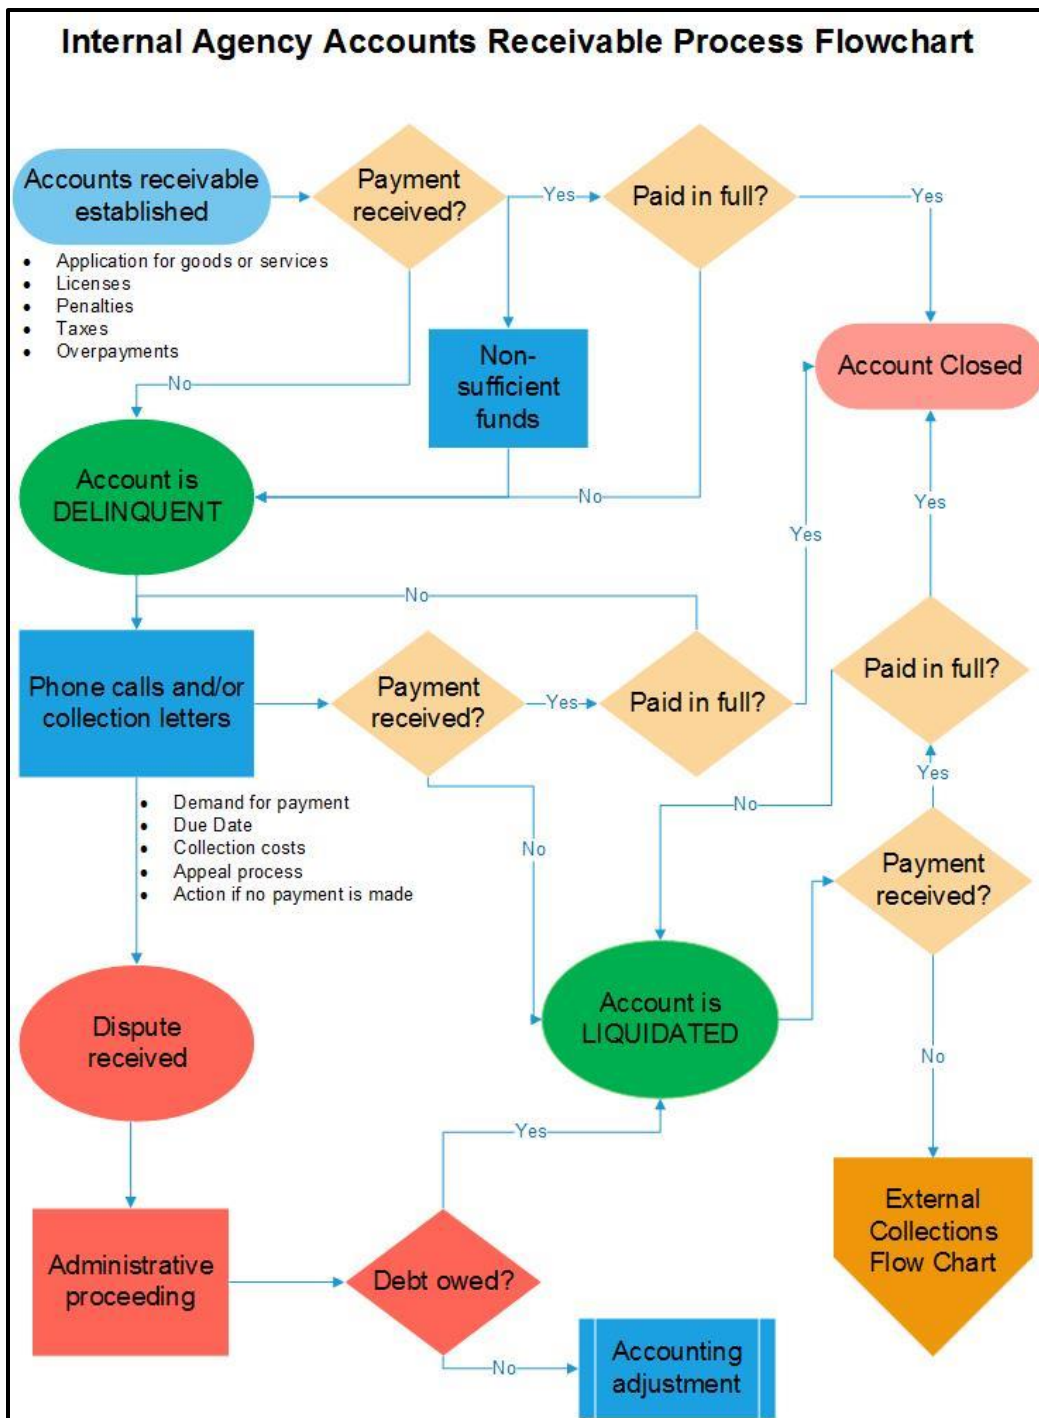 Internal Agency Accounts Receivable Process Flowchart
Accounts receivable
established
Payment
received?
Yes
Paid in full?
Yes
• Application for goods or services
• Licenses
• Penalties
• Taxes
• Overpayments
Non-
sufficient
funds
Account Closed
No
Account is
DELINQUENT
No
Yes
Yes
No
Phone calls and/or
collection letters
Payment
received?
Yes
Paid in full?
Paid in full?
Yes
• Demand for payment
• Due Date
• Collection costs
• Appeal process
• Action if no payment is made
No
No
Payment
received?
Account is
LIQUIDATED
Dispute
received
No
Yes
External
Collections
Flow Chart
Administrative
proceeding
Debt owed?
No
Accounting
adjustment